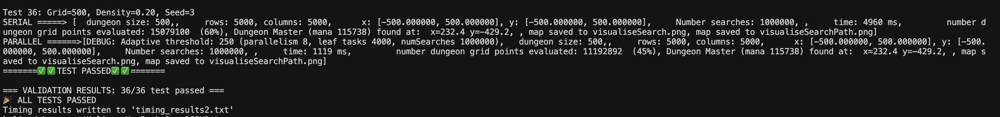 Test 36: Grid=500, Density=0.20, Seed=3
SERIAL =====> [  dungeon size: 500,,     rows: 5000, columns: 5000,      x: [-500.000000, 500.000000], y: [-500.000000, 500.000000],     Number searches: 1000000, ,     time: 4960 ms,       number d
ungeon grid points evaluated: 15079100  (60%), Dungeon Master (mana 115738) found at:  x=232.4 y=-429.2, , map saved to visualiseSearch.png, map saved to visualiseSearchPath.png]
PARALLEL ======>[DEBUG: Adaptive threshold: 250 (parallelism 8, leaf tasks 4000, numSearches 1000000),   dungeon size: 500,,     rows: 5000, columns: 5000,      x: [-500.000000, 500.000000], y: [-500.
000000, 500.000000],     Number searches: 1000000, ,     time: 1119 ms,       number dungeon grid points evaluated: 11192892  (45%), Dungeon Master (mana 115738) found at:  x=232.4 y=-429.2, , map s
aved to visualiseSearch.png, map saved to visualiseSearchPath.png]
=======✅✅TEST PASSED✅✅=======
=== VALIDATION RESULTS: 36/36 test passed ===
🎉 ALL TESTS PASSED
Timing results written to 'timing_results2.txt'